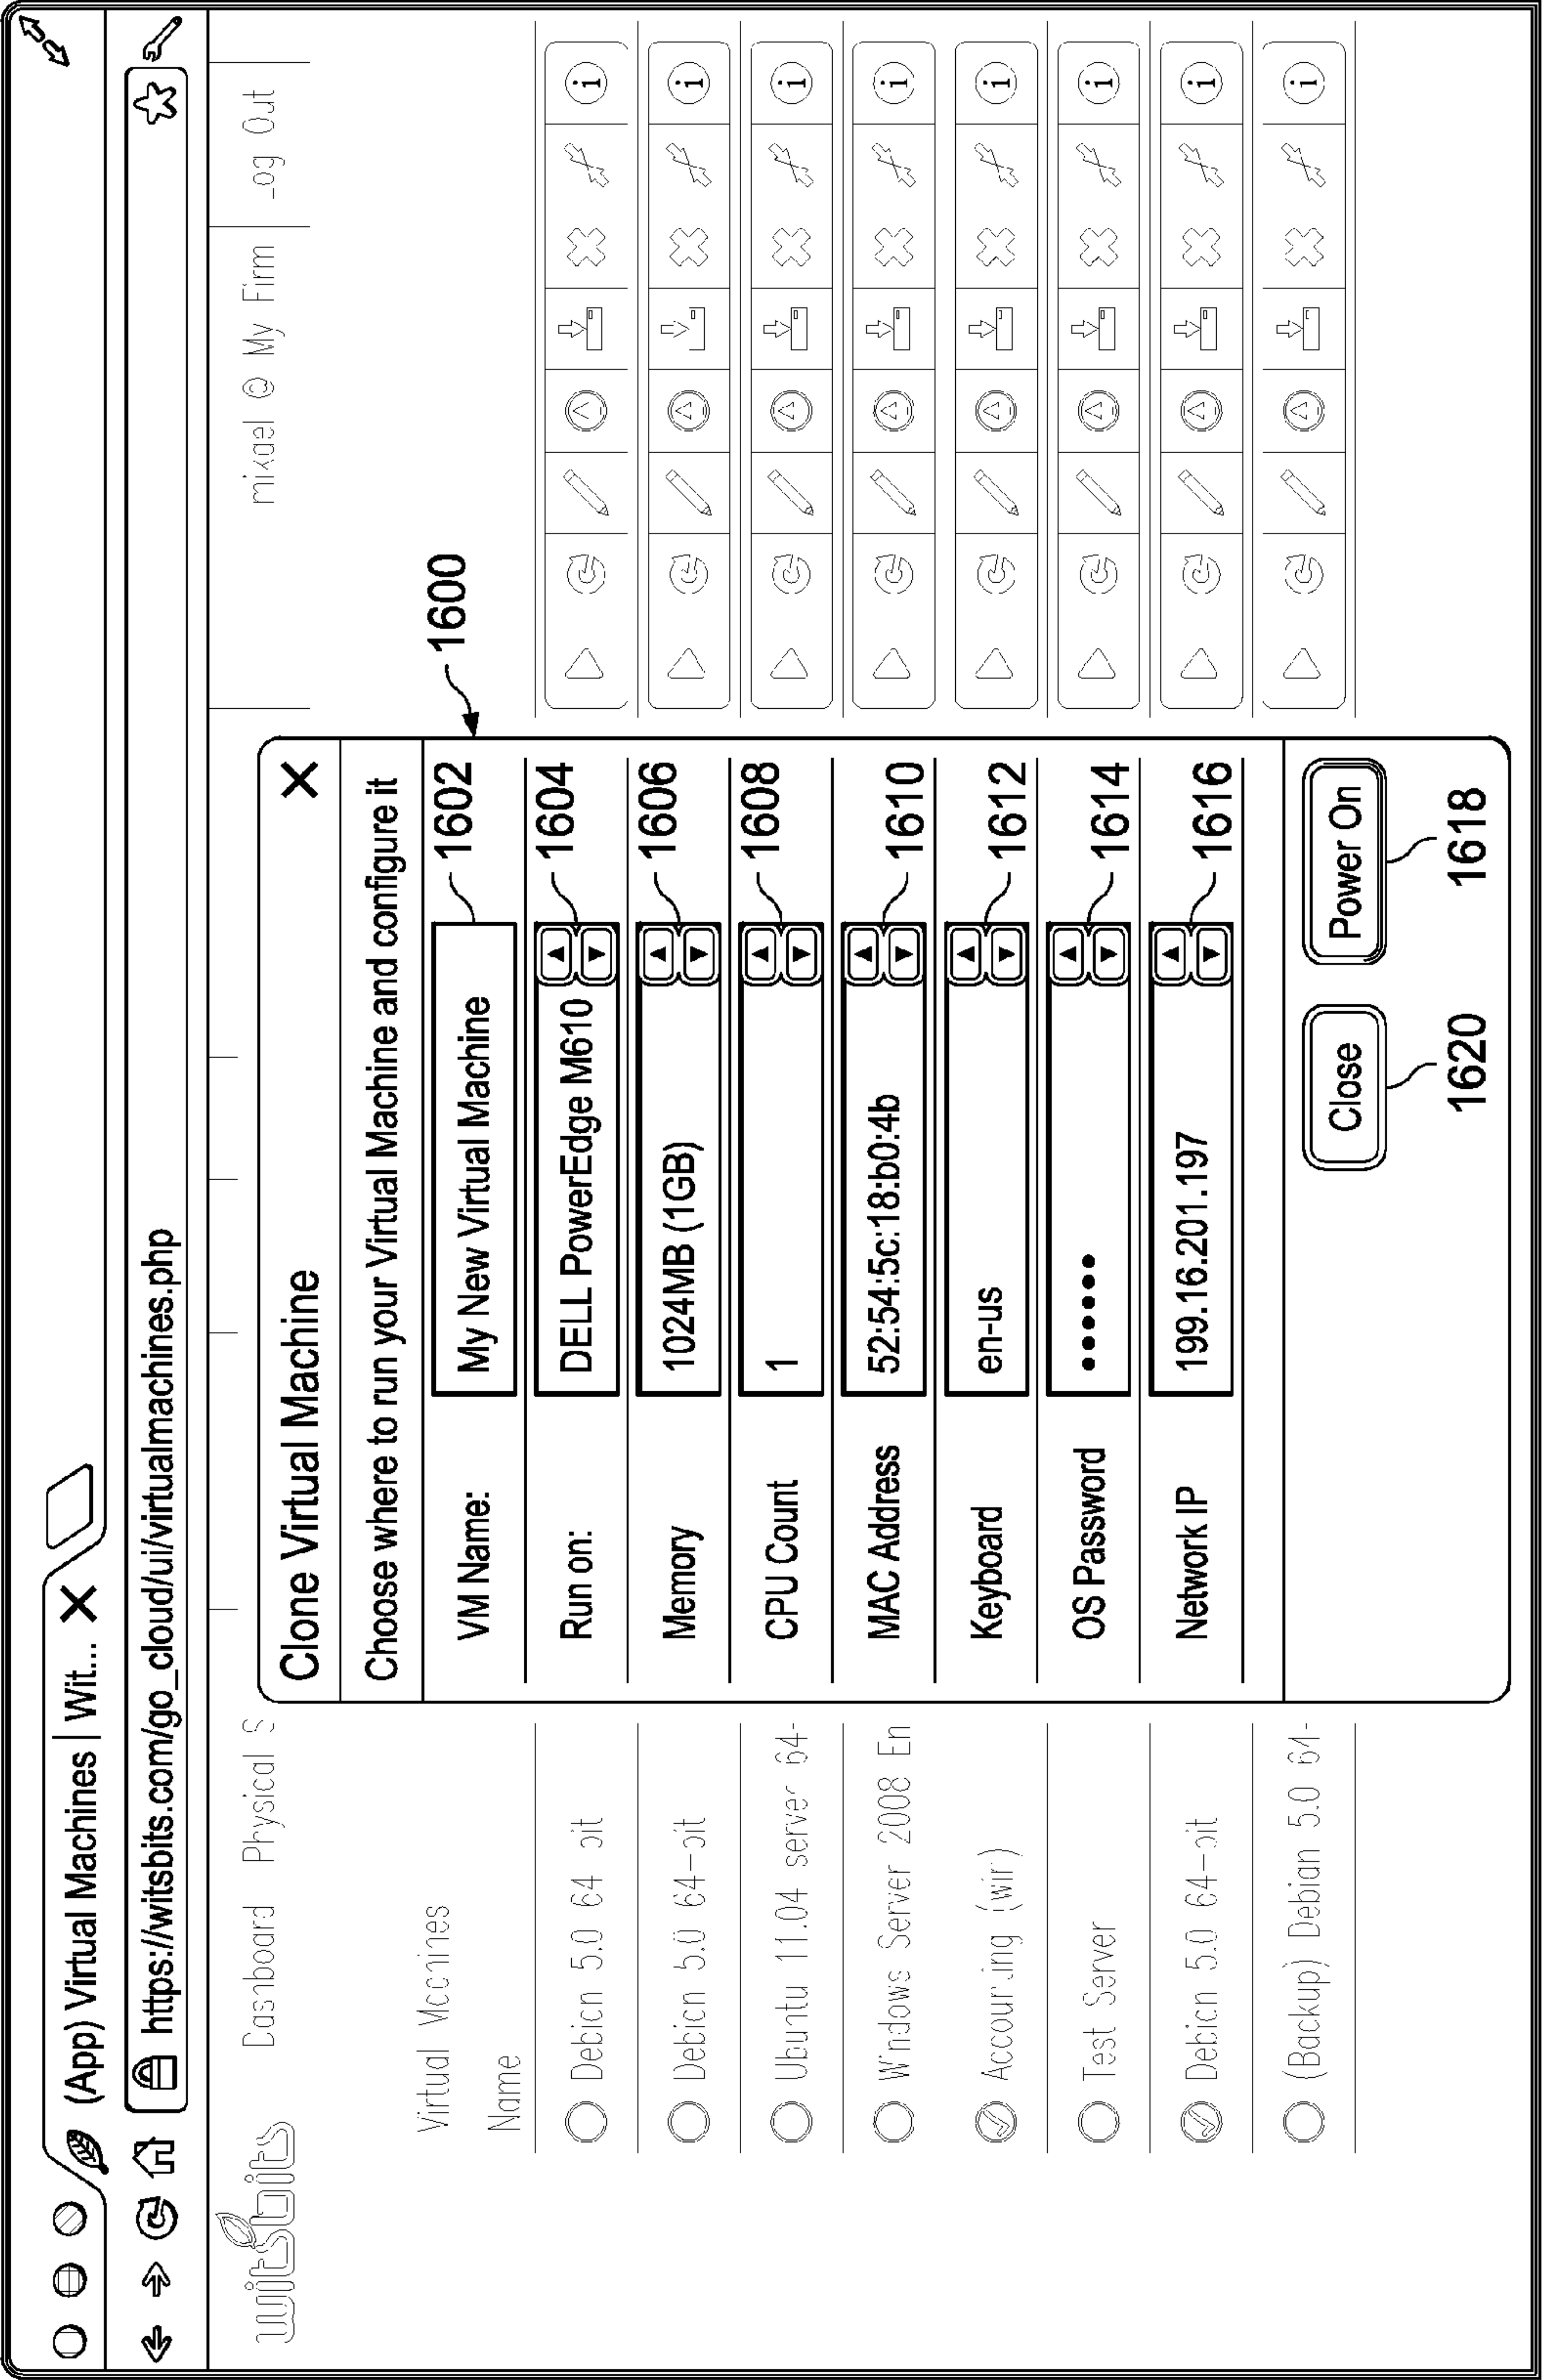 (App) Virtual Machines | Wit...
https://witsbits.com/go_cloud/ui/virtualmachines.php
witsbits
Dashboard Physical S
mikael @ My Firm
Log Out
Clone Virtual Machine
Choose where to run your Virtual Machine and configure it
1600
VM Name: My New Virtual Machine 1602
Run on: DELL PowerEdge M610 1604
Memory 1024MB (1GB) 1606
CPU Count 1 1608
MAC Address 52:54:5c:18:b0:4b 1610
Keyboard en-us 1612
OS Password •••••• 1614
Network IP 199.16.201.197 1616
Close Power On
1620 1618
Virtual Machines
Name
Debian 5.0 64-bit
Debian 5.0 64-bit
Ubuntu 11.04 server 64-
Windows Server 2008 En
Accounting (win)
Test Server
Debian 5.0 64-bit
(Backup) Debian 5.0 64-